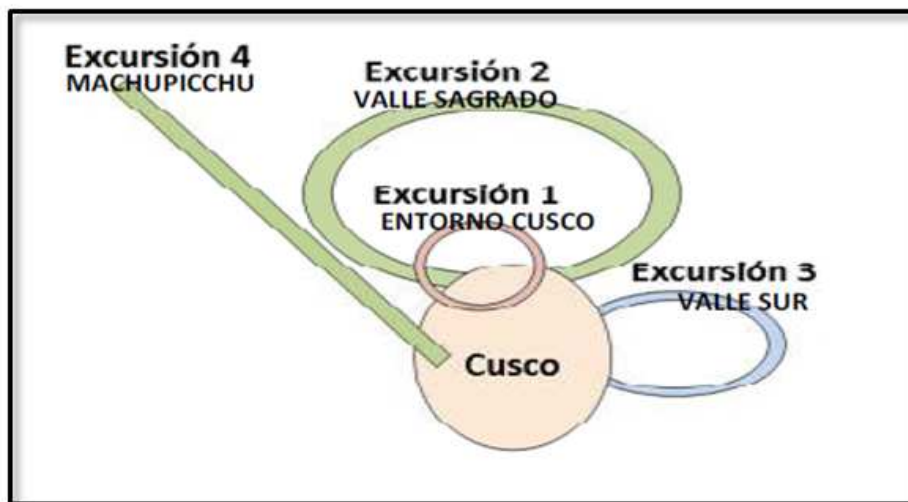 Excursión 4
MACHUPICCHU
Excursión 2
VALLE SAGRADO
Excursión 1
ENTORNO CUSCO
Excursión 3
VALLE SUR
Cusco